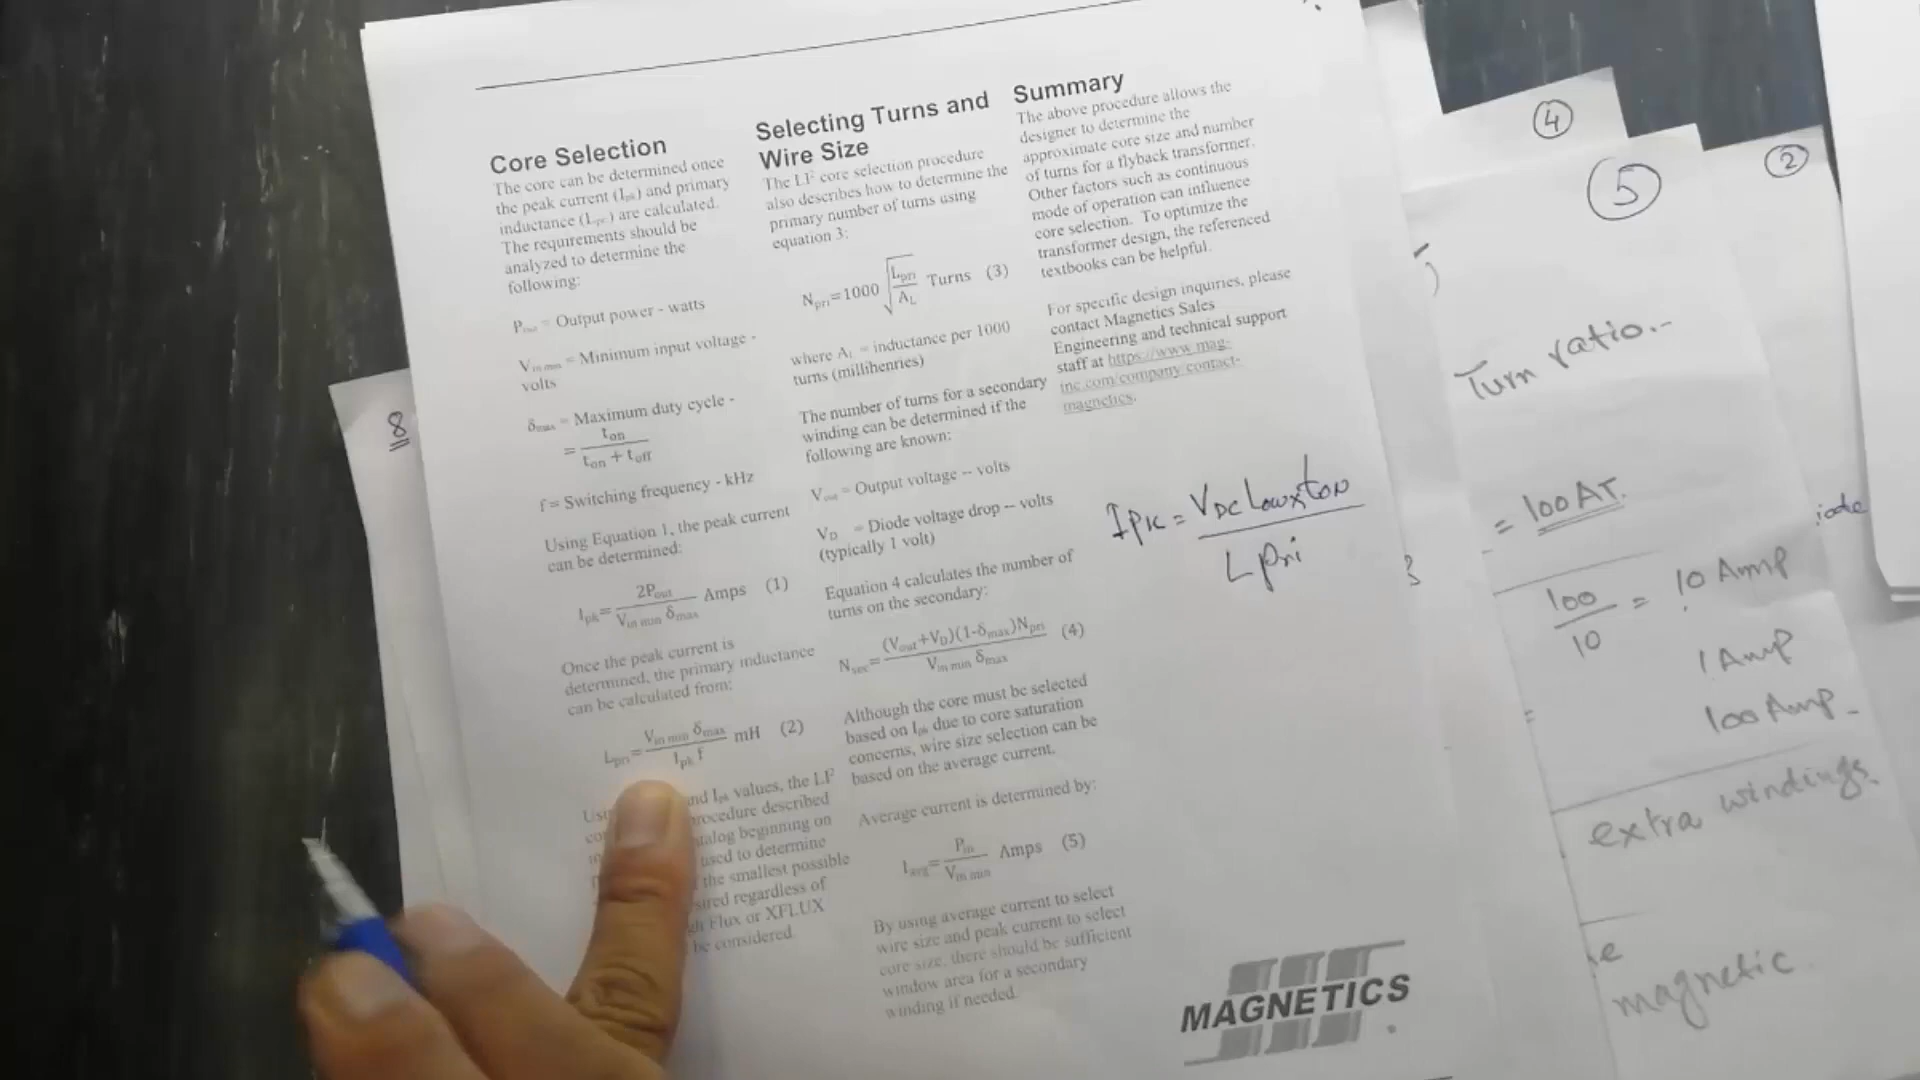 Core Selection
The core can be determined once
the peak current (Ipk) and primary
inductance (Lpri) are calculated.
The requirements should be
analyzed to determine the
following:
Pout = Output power - watts
Vin min = Minimum input voltage -
volts
δmax = Maximum duty cycle -
= ton
ton + toff
f = Switching frequency - kHz
Using Equation 1, the peak current
can be determined:
Ipk= 2Pout Amps (1)
Vin min δmax
Once the peak current is
determined, the primary inductance
can be calculated from:
Lpri= Vin min δmax mH (2)
Ipk f
and Ipk values, the LI²
procedure described
beginning on
used to determine
the smallest possible
regardless of
Flux or XFLUX
be considered.
Selecting Turns and
Wire Size
The LI² core selection procedure
also describes how to determine the
primary number of turns using
equation 3:
Npri=1000 √ Lpri Turns (3)
AL
where AL = inductance per 1000
turns (millihenries)
The number of turns for a secondary
winding can be determined if the
following are known:
Vout = Output voltage -- volts
VD = Diode voltage drop -- volts
(typically 1 volt)
Equation 4 calculates the number of
turns on the secondary:
Nsec= (Vout+VD)(1-δmax)Npri (4)
Vin min δmax
Although the core must be selected
based on Ipk due to core saturation
concerns, wire size selection can be
based on the average current.
Average current is determined by:
Iavg= Pin Amps (5)
Vin min
By using average current to select
wire size and peak current to select
core size, there should be sufficient
window area for a secondary
winding if needed.
Summary
The above procedure allows the
designer to determine the
approximate core size and number
of turns for a flyback transformer.
Other factors such as continuous
mode of operation can influence
core selection. To optimize the
transformer design, the referenced
textbooks can be helpful.
For specific design inquiries, please
contact Magnetics Sales
Engineering and technical support
staff at https://www.mag-
inc.com/company/contact-
magnetics.
IPK = VDC Low x tON
L pri
MAGNETICS
8
4
5
2
Turn ratio.-
= 100 AT.
100 = 10 Amp
10
1 Amp
100 Amp
extra windings
magnetic